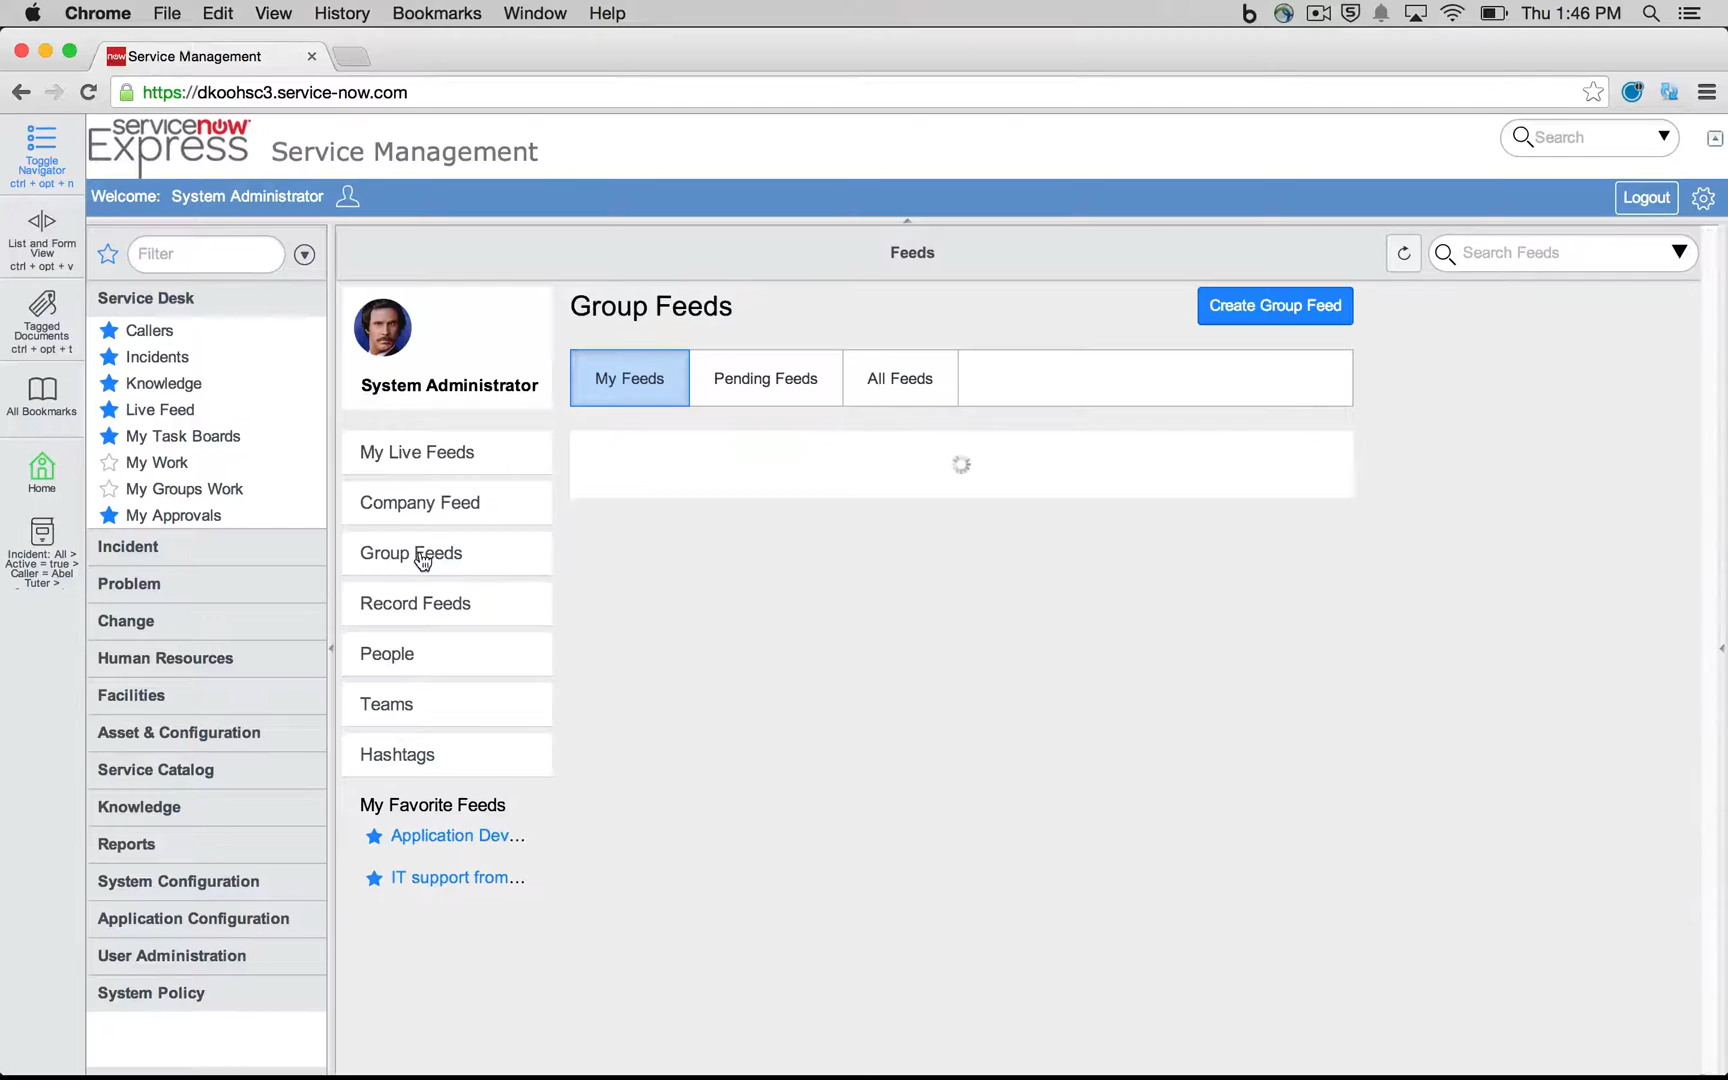 Chrome File Edit View History Bookmarks Window Help Thu 1:46 PM
now Service Management
https://dkoohsc3.service-now.com
Toggle
Navigator
ctrl + opt + n
List and Form
View
ctrl + opt + v
Tagged
Documents
ctrl + opt + t
All Bookmarks
Home
Incident: All >
Active = true >
Caller = Abel
Tuter >
servicenow
Express Service Management
Search
Welcome: System Administrator
Logout
Filter
Service Desk
Callers
Incidents
Knowledge
Live Feed
My Task Boards
My Work
My Groups Work
My Approvals
Incident
Problem
Change
Human Resources
Facilities
Asset & Configuration
Service Catalog
Knowledge
Reports
System Configuration
Application Configuration
User Administration
System Policy
Feeds
Search Feeds
System Administrator
My Live Feeds
Company Feed
Group Feeds
Record Feeds
People
Teams
Hashtags
My Favorite Feeds
Application Dev...
IT support from...
Group Feeds
Create Group Feed
My Feeds Pending Feeds All Feeds